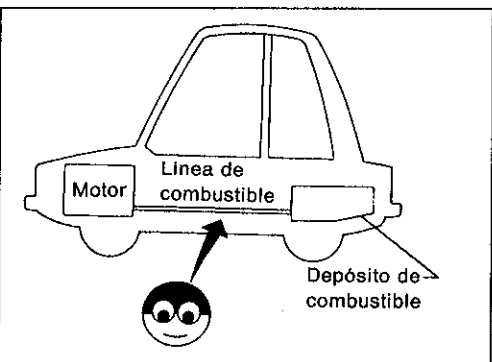 Motor
Línea de
combustible
Depósito de
combustible